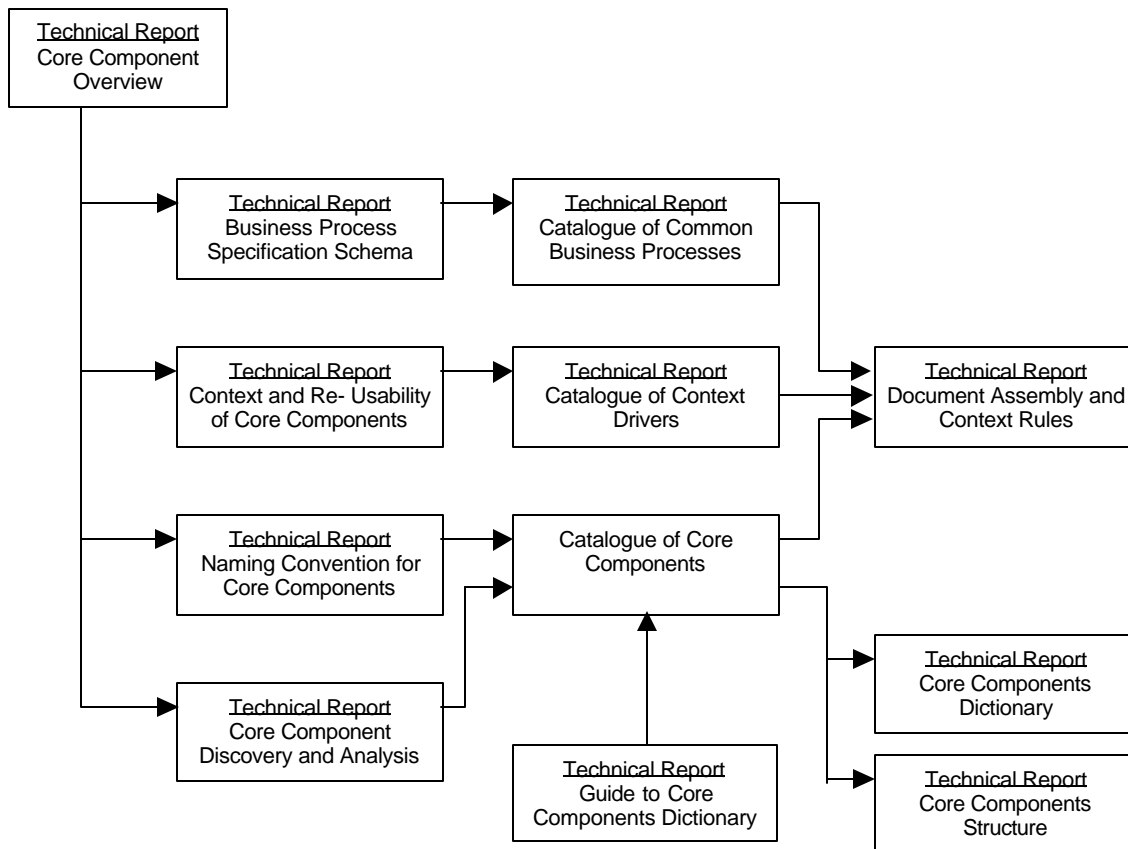 Technical Report
Core Component
Overview
Technical Report
Business Process
Specification Schema
Technical Report
Catalogue of Common
Business Processes
Technical Report
Context and Re- Usability
of Core Components
Technical Report
Catalogue of Context
Drivers
Technical Report
Document Assembly and
Context Rules
Technical Report
Naming Convention for
Core Components
Catalogue of Core
Components
Technical Report
Core Component
Discovery and Analysis
Technical Report
Guide to Core
Components Dictionary
Technical Report
Core Components
Dictionary
Technical Report
Core Components
Structure